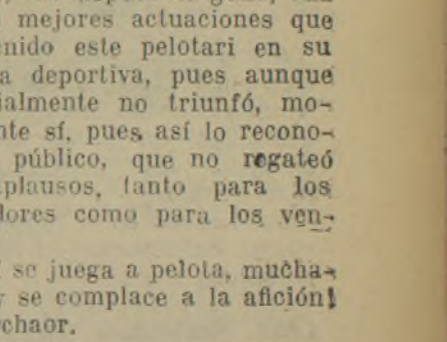 mejores actuaciones que
enido este pelotari en su
a deportiva, pues aunque
ialmente no triunfó, mo-
nte sí, pues así lo recono-
público, que no regateó
plausos, tanto para los
dores como para los ven-
se juega a pelota, mucha-
y se complace a la afición!
chaor.